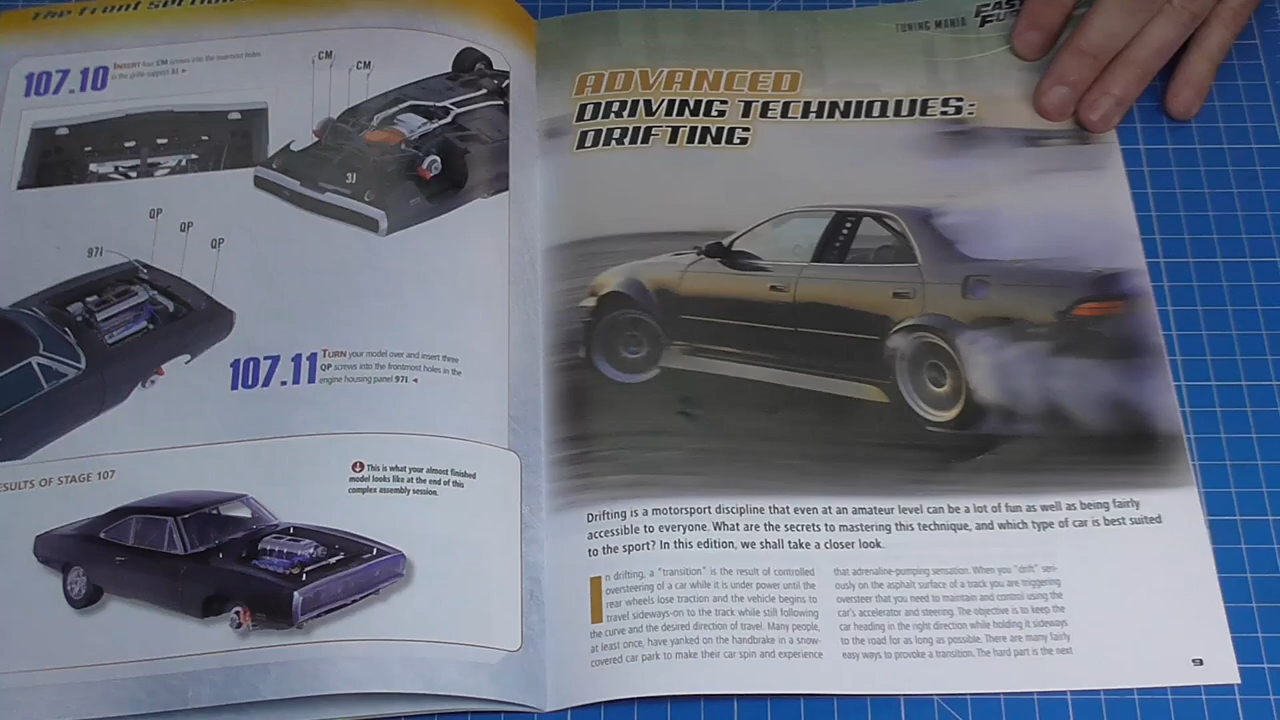 The Front Section
107.10
INSERT four CM screws into the foremost holes
in the grille support 3J. ►
CM
CM
3J
QP
QP
QP
97I
107.11
TURN your model over and insert three
QP screws into the frontmost holes in the
engine housing panel 97I. ◄
ESULTS OF STAGE 107
This is what your almost finished
model looks like at the end of this
complex assembly session.
TUNING MANIA
FAST
FUR
ADVANCED
DRIVING TECHNIQUES:
DRIFTING
Drifting is a motorsport discipline that even at an amateur level can be a lot of fun as well as being fairly
accessible to everyone. What are the secrets to mastering this technique, and which type of car is best suited
to the sport? In this edition, we shall take a closer look.
In drifting, a “transition” is the result of controlled
oversteering of a car while it is under power until the
rear wheels lose traction and the vehicle begins to
travel sideways-on to the track while still following
the curve and the desired direction of travel. Many people,
at least once, have yanked on the handbrake in a snow-
covered car park to make their car spin and experience
that adrenaline-pumping sensation. When you “drift” seri-
ously on the asphalt surface of a track you are triggering
oversteer that you need to maintain and control using the
car's accelerator and steering. The objective is to keep the
car heading in the right direction while holding it sideways
to the road for as long as possible. There are many fairly
easy ways to provoke a transition. The hard part is the next
9